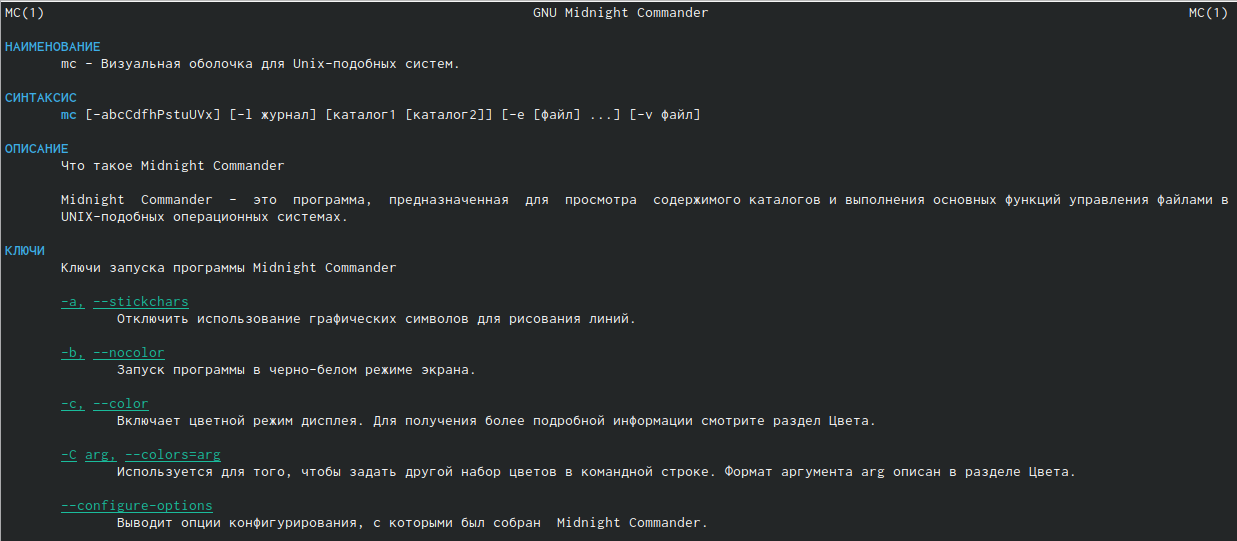 MC(1) GNU Midnight Commander MC(1)
НАИМЕНОВАНИЕ
mc - Визуальная оболочка для Unix-подобных систем.
СИНТАКСИС
mc [-abcCdfhPstuUVx] [-l журнал] [каталог1 [каталог2]] [-e [файл] ...] [-v файл]
ОПИСАНИЕ
Что такое Midnight Commander
Midnight Commander - это программа, предназначенная для просмотра содержимого каталогов и выполнения основных функций управления файлами в
UNIX-подобных операционных системах.
КЛЮЧИ
Ключи запуска программы Midnight Commander
-a, --stickchars
Отключить использование графических символов для рисования линий.
-b, --nocolor
Запуск программы в черно-белом режиме экрана.
-c, --color
Включает цветной режим дисплея. Для получения более подробной информации смотрите раздел Цвета.
-C arg, --colors=arg
Используется для того, чтобы задать другой набор цветов в командной строке. Формат аргумента arg описан в разделе Цвета.
--configure-options
Выводит опции конфигурирования, с которыми был собран Midnight Commander.